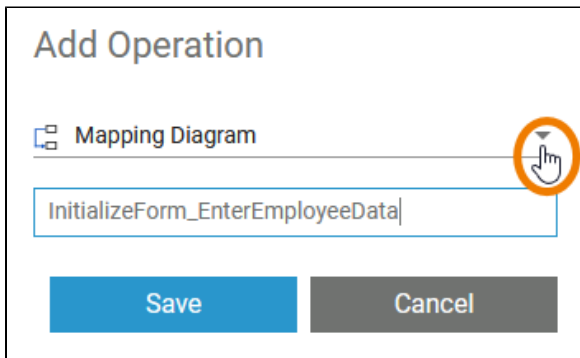 Add Operation
Mapping Diagram
InitializeForm_EnterEmployeeData
Save
Cancel